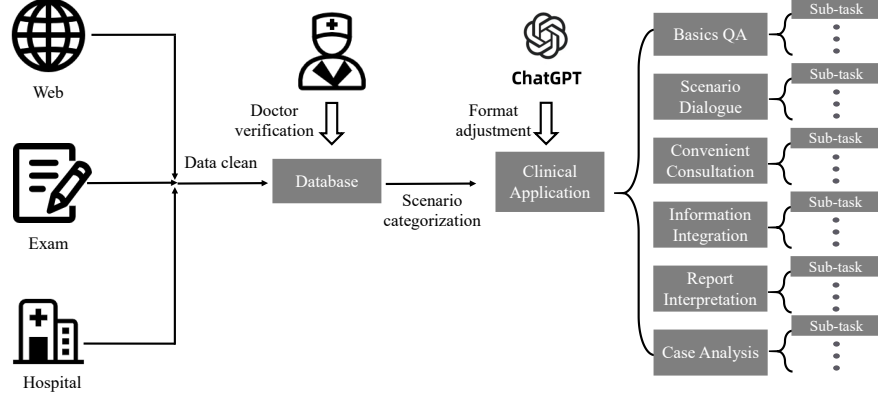 Web
Exam
Hospital
Data clean
Doctor
verification
Database
Scenario
categorization
ChatGPT
Format
adjustment
Clinical
Application
Basics QA
Sub-task
Scenario
Dialogue
Sub-task
Convenient
Consultation
Sub-task
Information
Integration
Sub-task
Report
Interpretation
Sub-task
Case Analysis
Sub-task